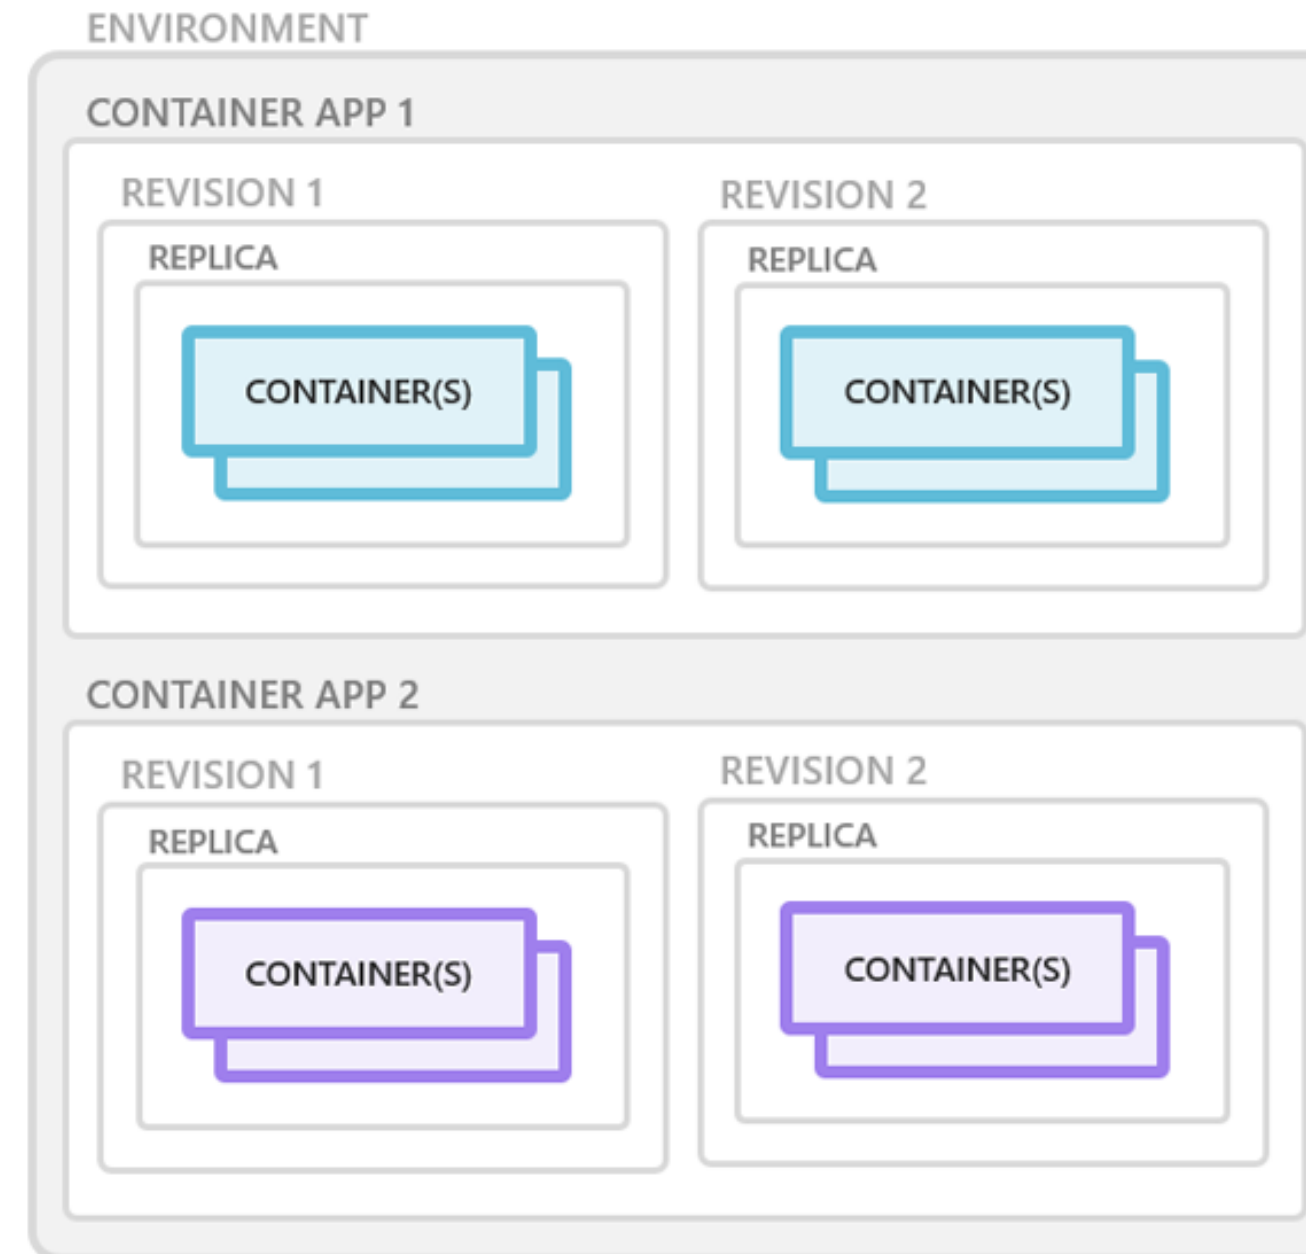 ENVIRONMENT
CONTAINER APP 1
REVISION 1
REPLICA
CONTAINER(S)
REVISION 2
REPLICA
CONTAINER(S)
CONTAINER APP 2
REVISION 1
REPLICA
CONTAINER(S)
REVISION 2
REPLICA
CONTAINER(S)